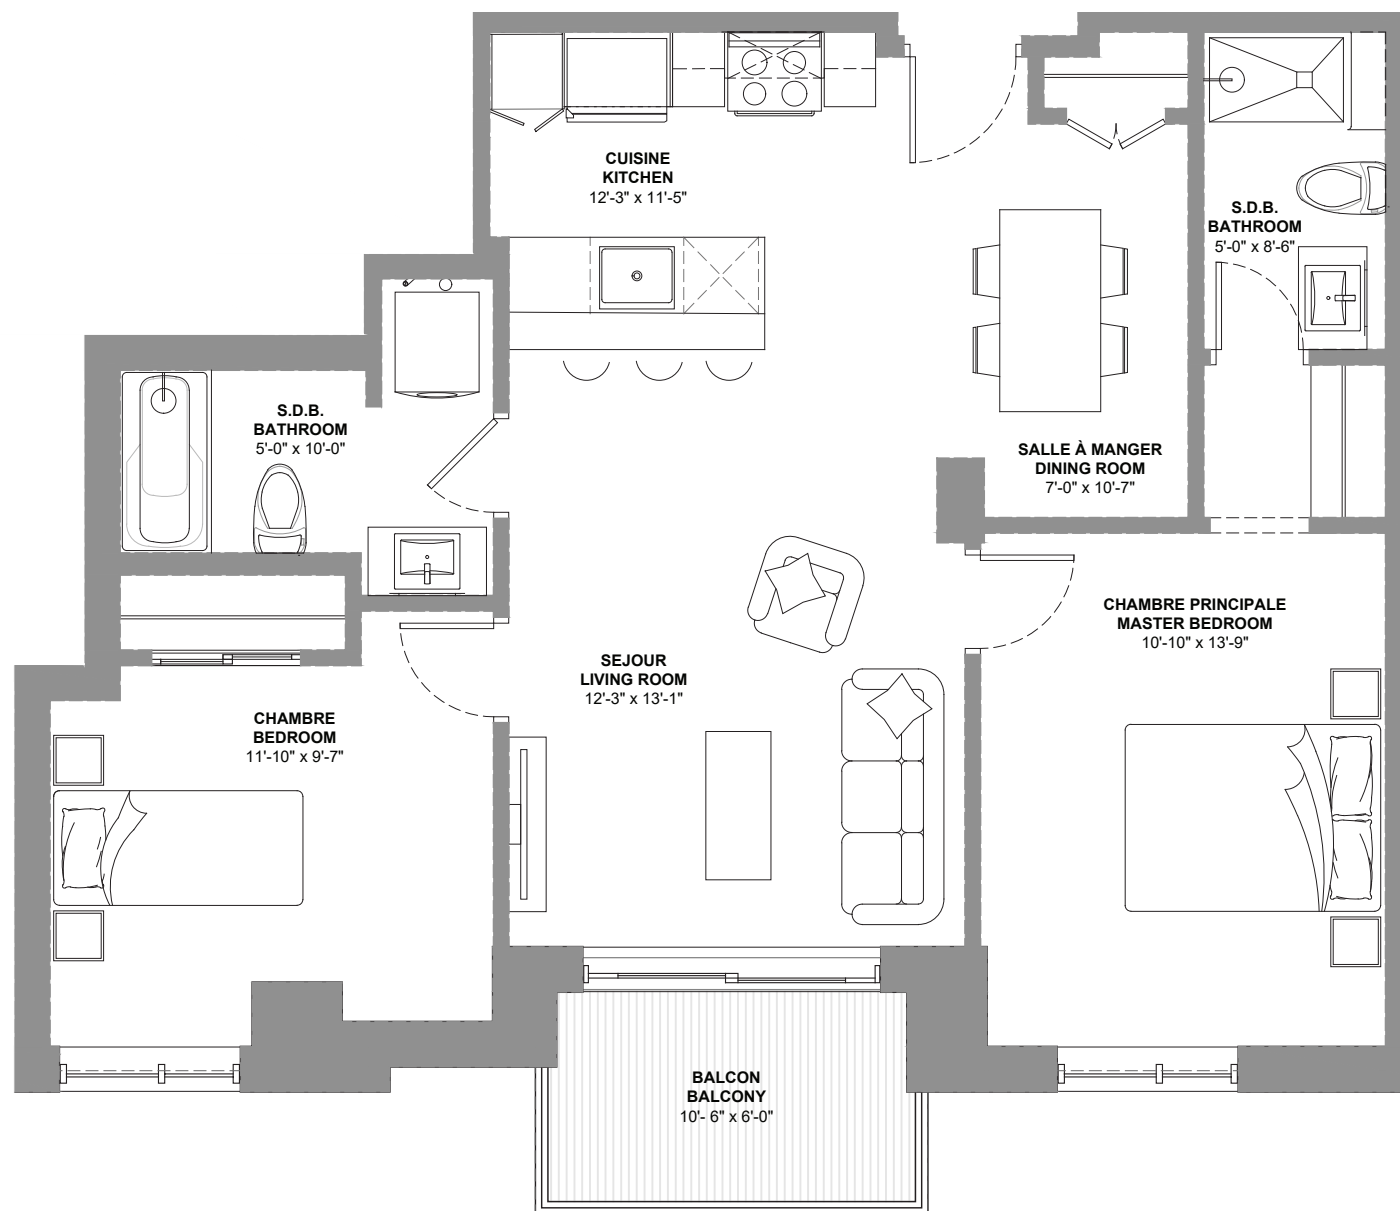 CUISINE
KITCHEN
12'-3" x 11'-5"
S.D.B.
BATHROOM
5'-0" x 8'-6"
S.D.B.
BATHROOM
5'-0" x 10'-0"
SALLE À MANGER
DINING ROOM
7'-0" x 10'-7"
CHAMBRE PRINCIPALE
MASTER BEDROOM
10'-10" x 13'-9"
SEJOUR
LIVING ROOM
12'-3" x 13'-1"
CHAMBRE
BEDROOM
11'-10" x 9'-7"
BALCON
BALCONY
10'- 6" x 6'-0"